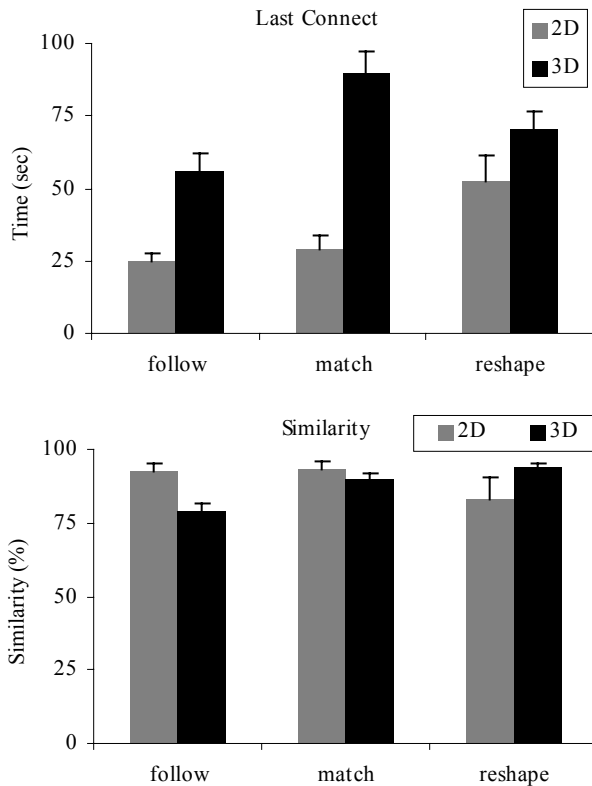 Last Connect
2D
3D
Time (sec)
100
75
50
25
0
follow match reshape
Similarity
2D 3D
Similarity (%)
100
75
50
25
0
follow match reshape